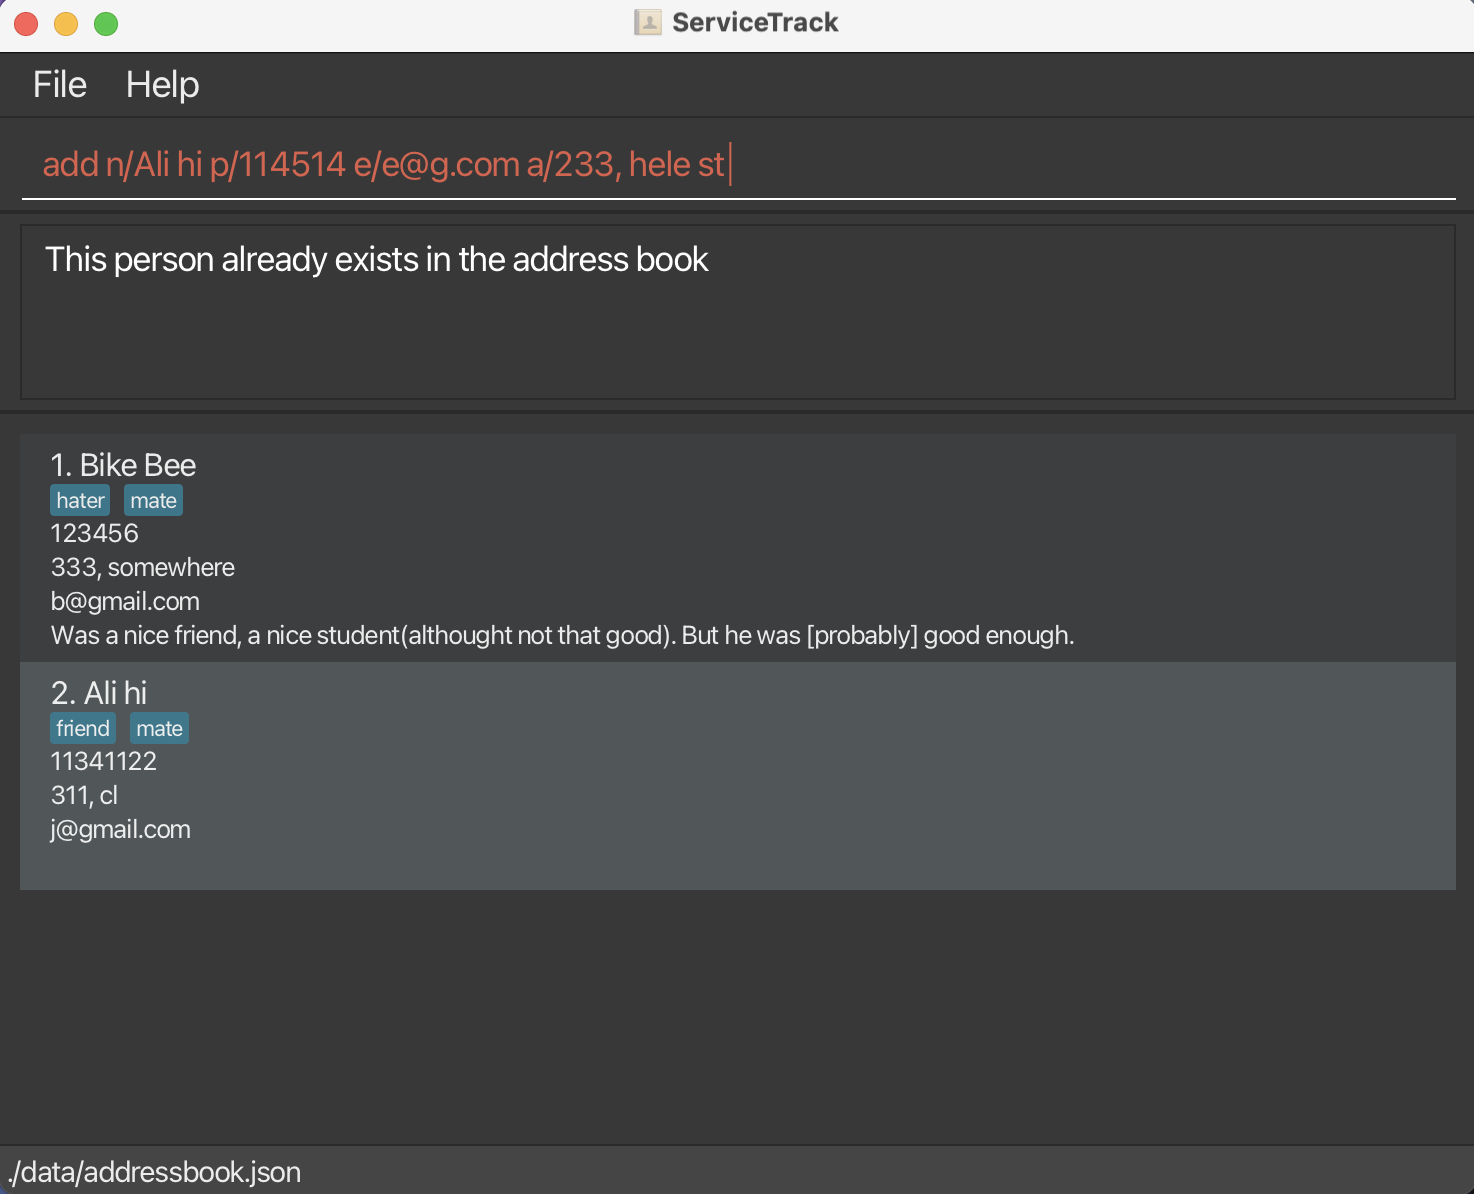 ServiceTrack
File Help
add n/Ali hi p/114514 e/e@g.com a/233, hele st
This person already exists in the address book
1. Bike Bee
hater mate
123456
333, somewhere
b@gmail.com
Was a nice friend, a nice student(althought not that good). But he was [probably] good enough.
2. Ali hi
friend mate
11341122
311, cl
j@gmail.com
./data/addressbook.json